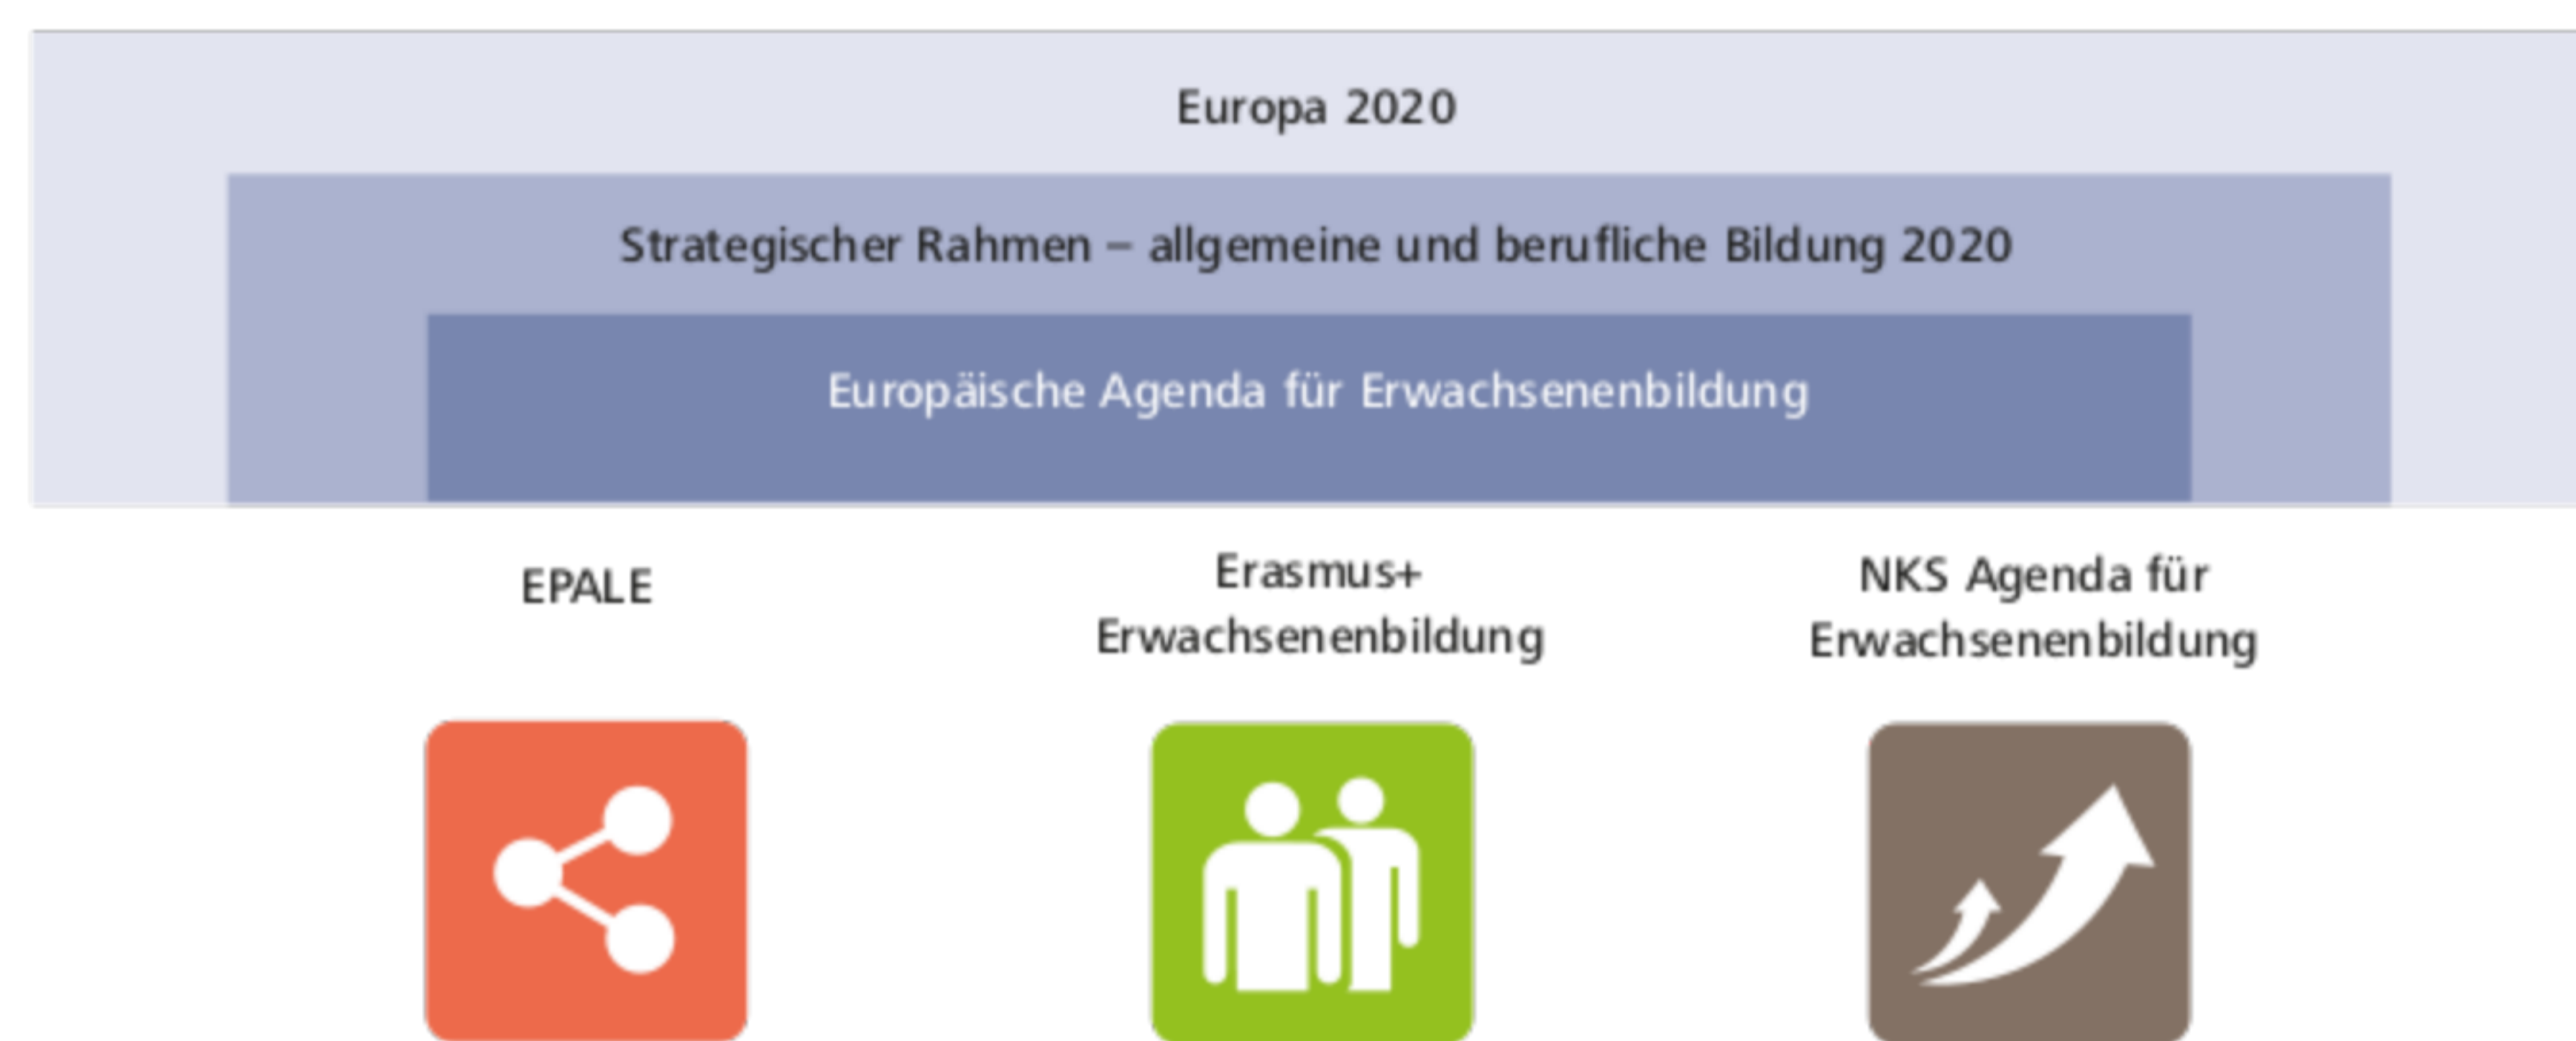 Europa 2020
Strategischer Rahmen – allgemeine und berufliche Bildung 2020
Europäische Agenda für Erwachsenenbildung
EPALE
Erasmus+
Erwachsenenbildung
NKS Agenda für
Erwachsenenbildung